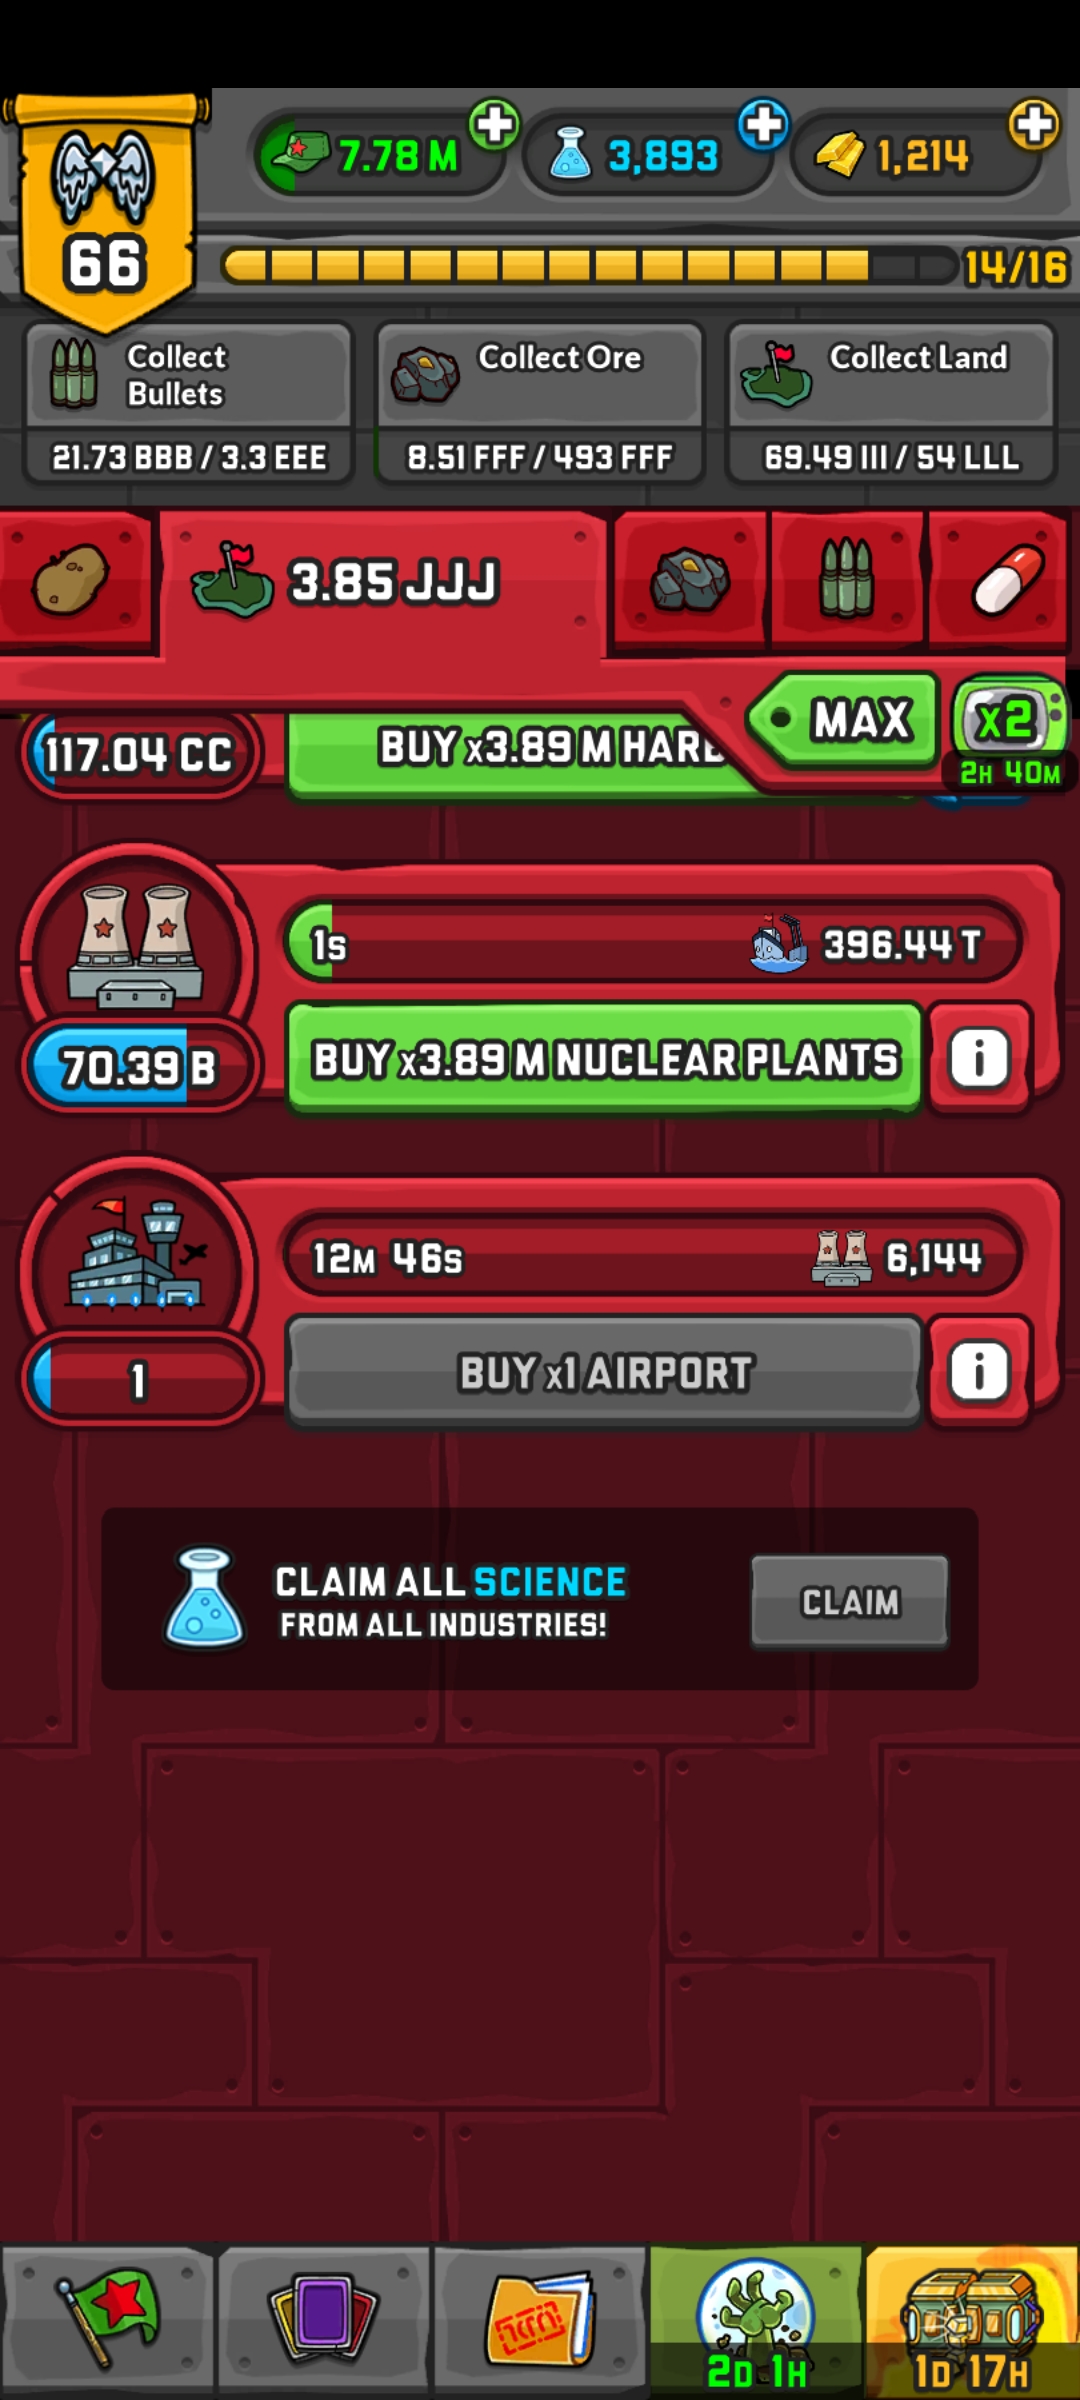 7.78 M
3,893
1,214
66
14/16
Collect
Bullets
Collect Ore
Collect Land
21.73 BBB / 3.3 EEE
8.51 FFF / 493 FFF
69.49 III / 54 LLL
3.85 JJJ
MAX
x2
2H 40M
117.04 CC
BUY x3.89 M HARB
1s
396.44 T
70.39 B
BUY x3.89 M NUCLEAR PLANTS
i
12M 46s
6,144
1
BUY x1 AIRPORT
i
CLAIM ALL SCIENCE
FROM ALL INDUSTRIES!
CLAIM
2D 1H
1D 17H